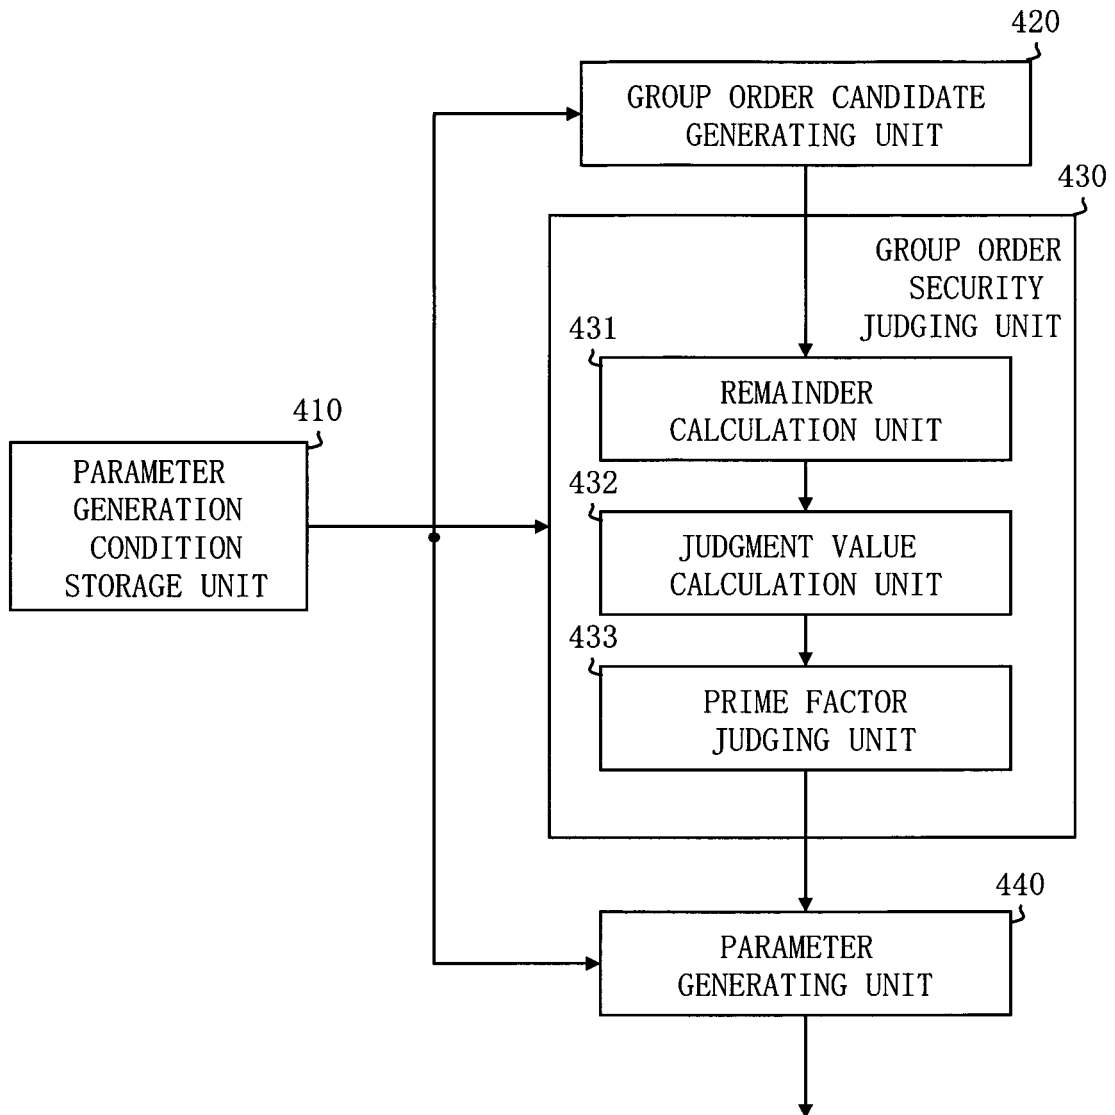 420
GROUP ORDER CANDIDATE
GENERATING UNIT
430
GROUP ORDER
SECURITY
JUDGING UNIT
431
REMAINDER
CALCULATION UNIT
410
PARAMETER
GENERATION
CONDITION
STORAGE UNIT
432
JUDGMENT VALUE
CALCULATION UNIT
433
PRIME FACTOR
JUDGING UNIT
440
PARAMETER
GENERATING UNIT